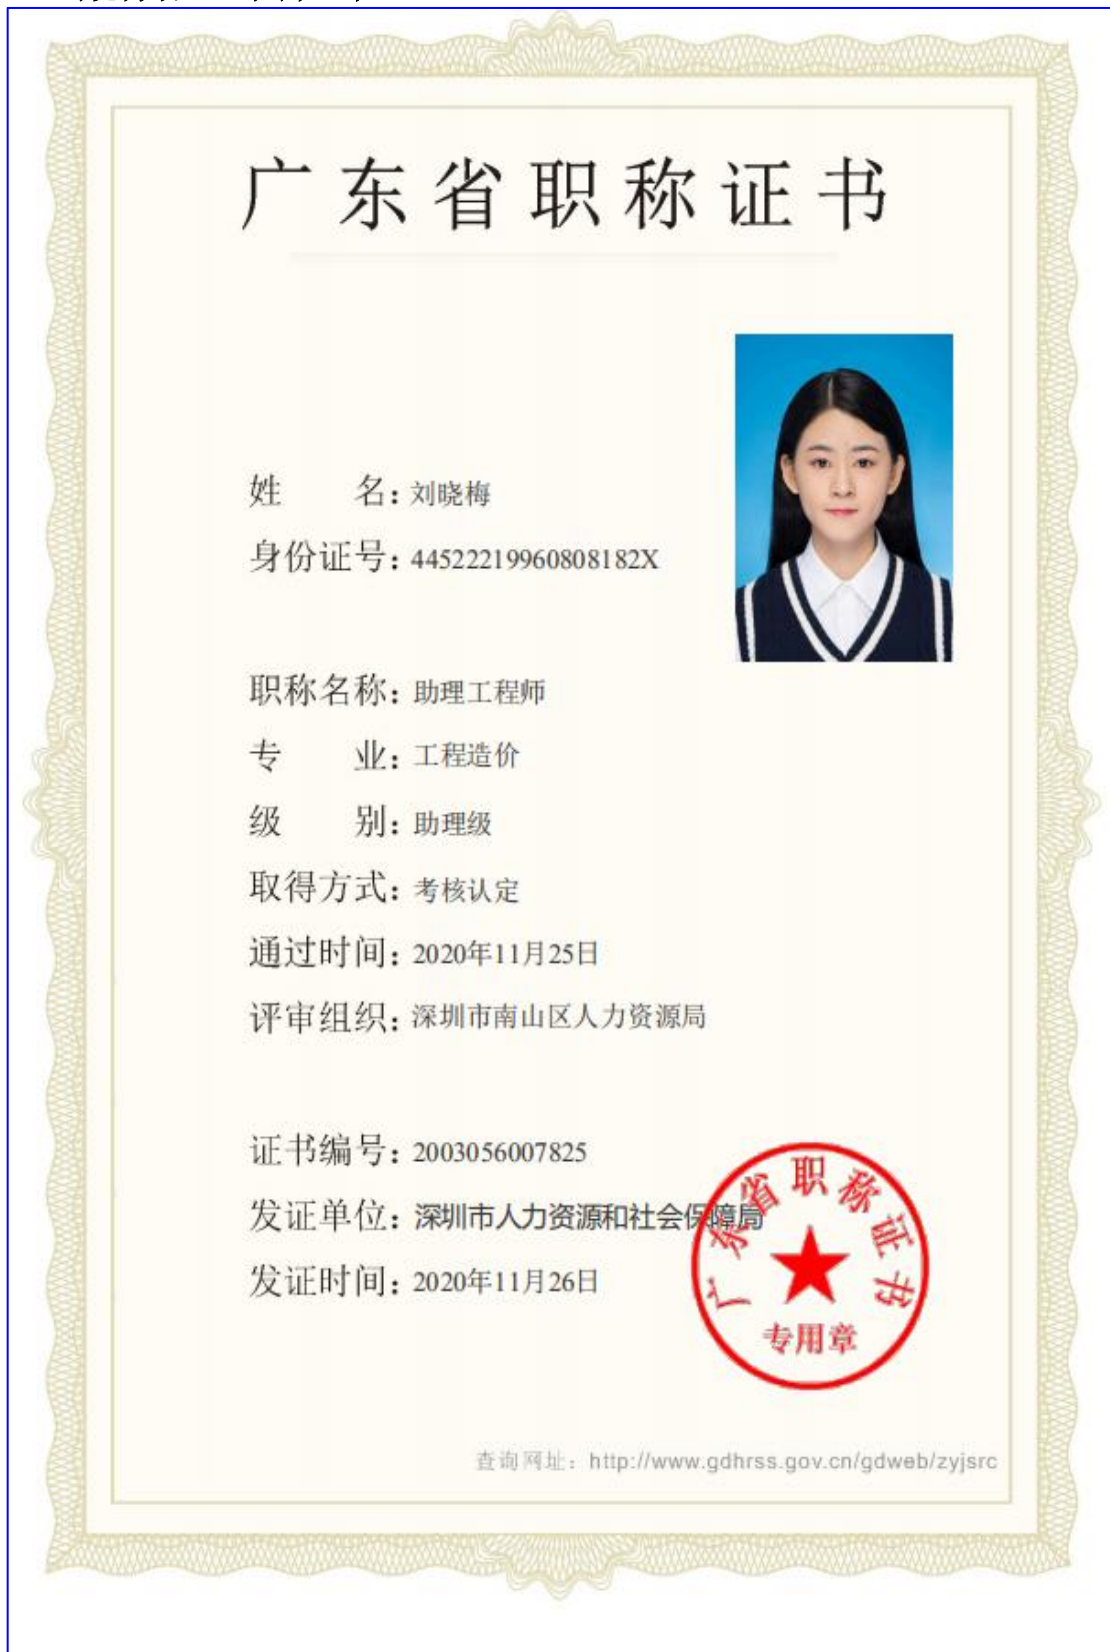 广东省职称证书
姓 名：刘晓梅
身份证号：44522219960808182X
职称名称：助理工程师
专 业：工程造价
级 别：助理级
取得方式：考核认定
通过时间：2020年11月25日
评审组织：深圳市南山区人力资源局
证书编号：2003056007825
发证单位：深圳市人力资源和社会保障局
发证时间：2020年11月26日
广东省职称证书
专用章
查询网址：http://www.gdhrss.gov.cn/gdweb/zyjsrc